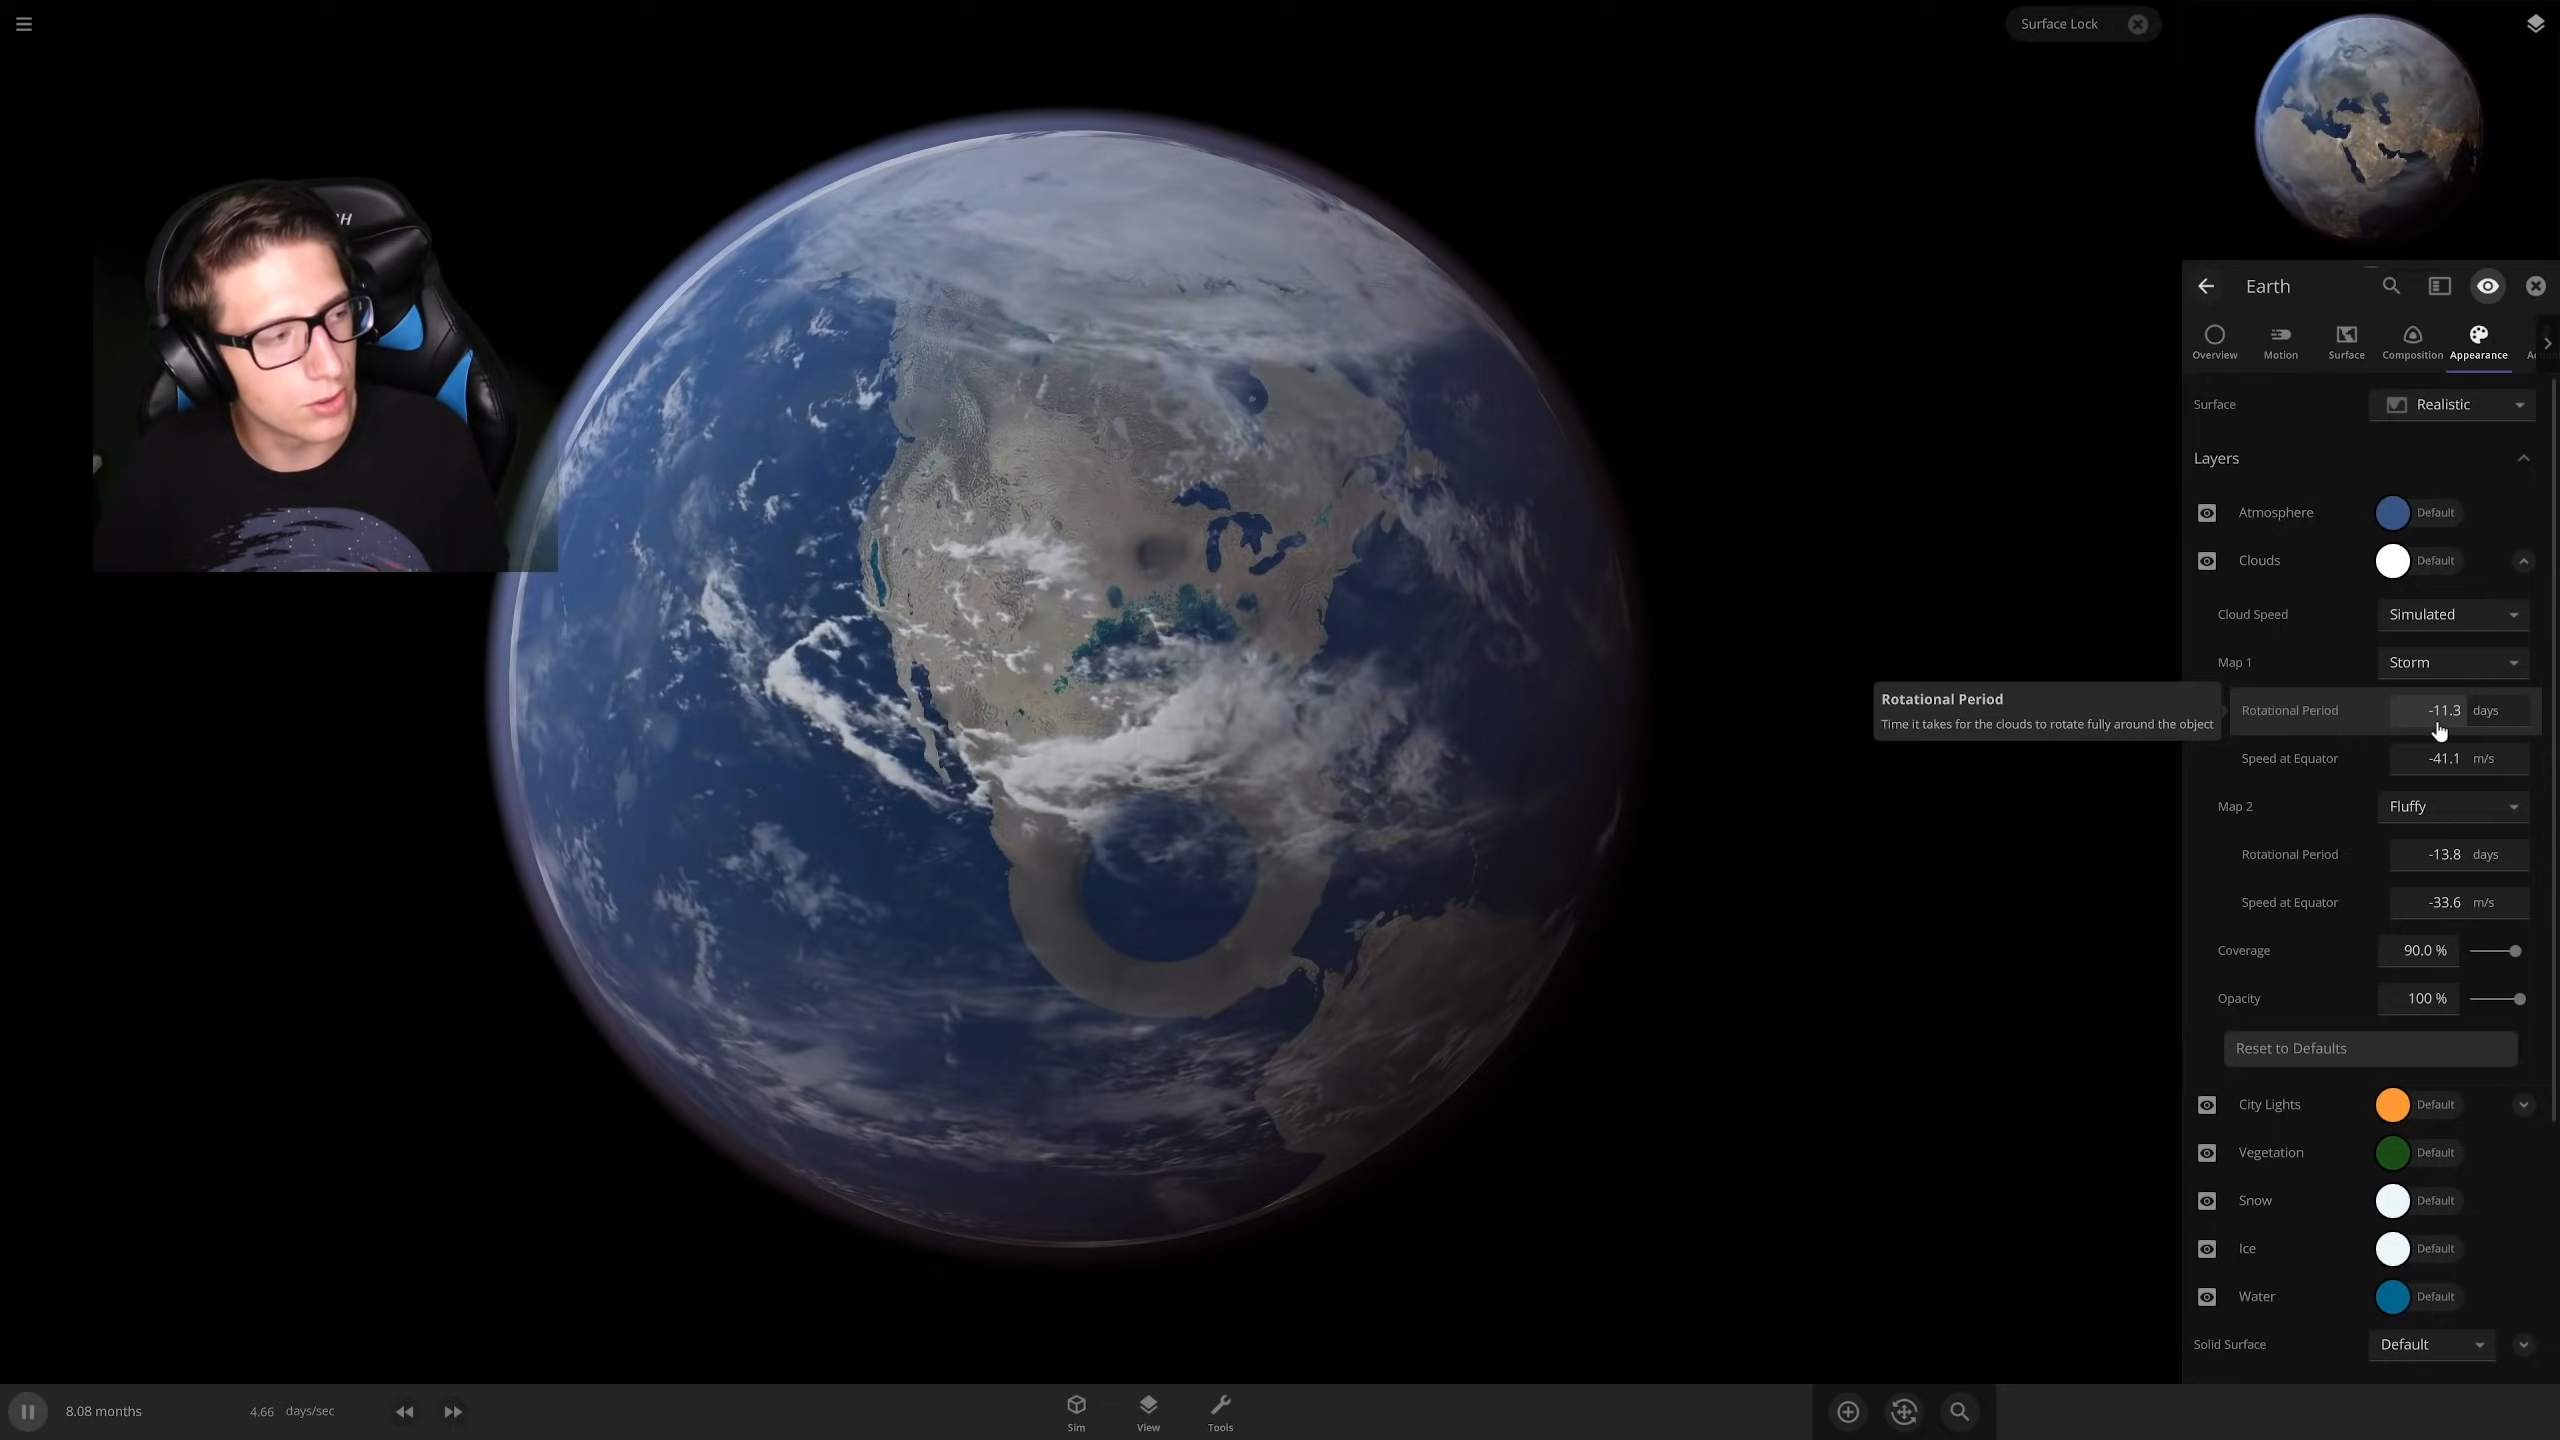 Surface Lock
H
Earth
Overview
Motion
Surface
Composition
Appearance
Surface
Realistic
Layers
Atmosphere
Default
Clouds
Default
Cloud Speed
Simulated
Map 1
Storm
Rotational Period
Time it takes for the clouds to rotate fully around the object
Rotational Period
-11.3 days
Speed at Equator
-41.1 m/s
Map 2
Fluffy
Rotational Period
-13.8 days
Speed at Equator
-33.6 m/s
Coverage
90.0 %
Opacity
100 %
Reset to Defaults
City Lights
Default
Vegetation
Default
Snow
Default
Ice
Default
Water
Default
Solid Surface
Default
8.08 months
4.66 days/sec
Sim
View
Tools